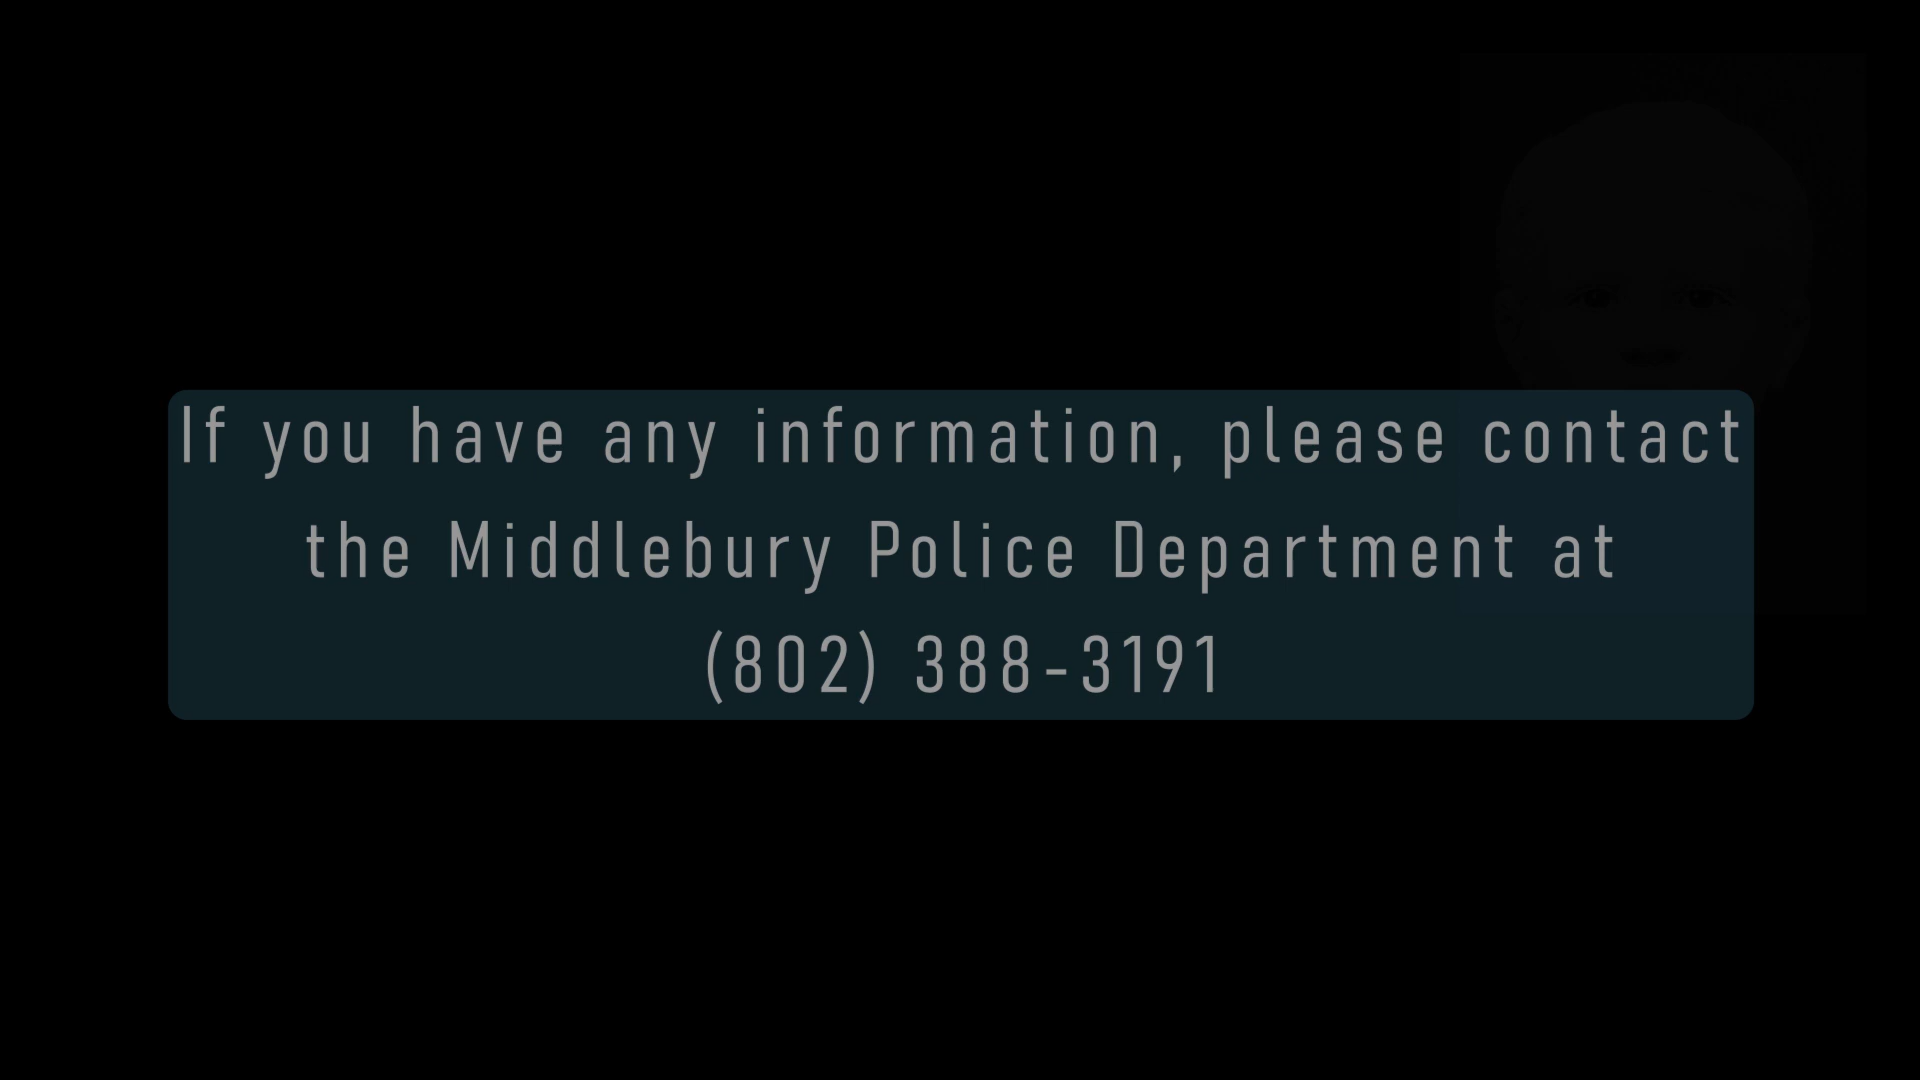 If you have any information, please contact
the Middlebury Police Department at
(802) 388-3191